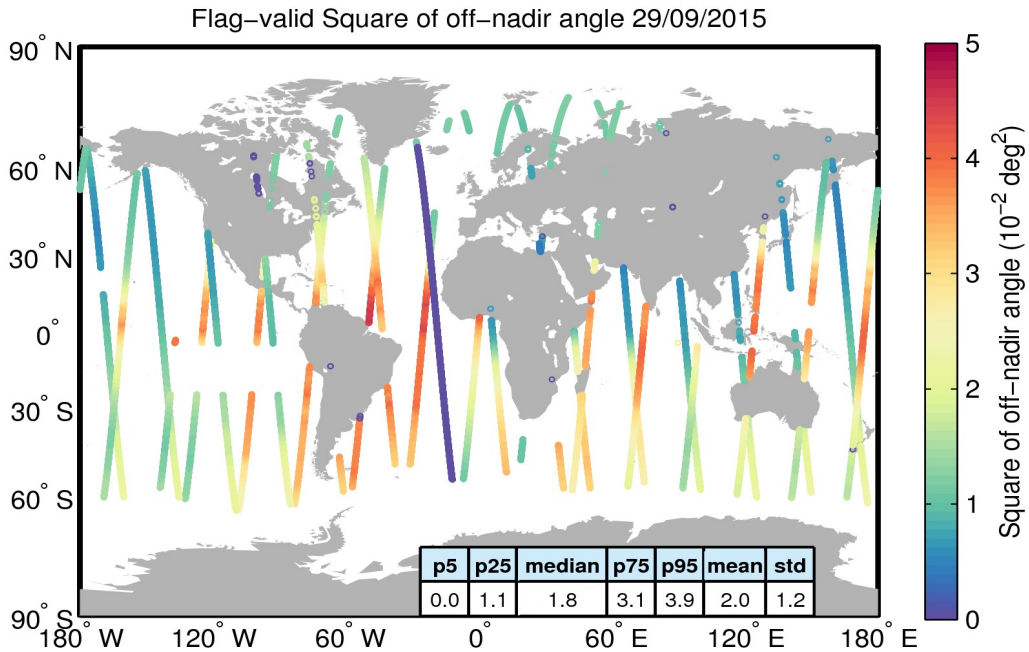 Flag−valid Square of off−nadir angle 29/09/2015
90° N
60° N
30° N
0°
30° S
60° S
90° S
180° W
120° W
60° W
0°
60° E
120° E
180° E
p5 p25 median p75 p95 mean std
0.0 1.1 1.8 3.1 3.9 2.0 1.2
5
4
3
2
1
0
Square of off−nadir angle (10⁻² deg²)